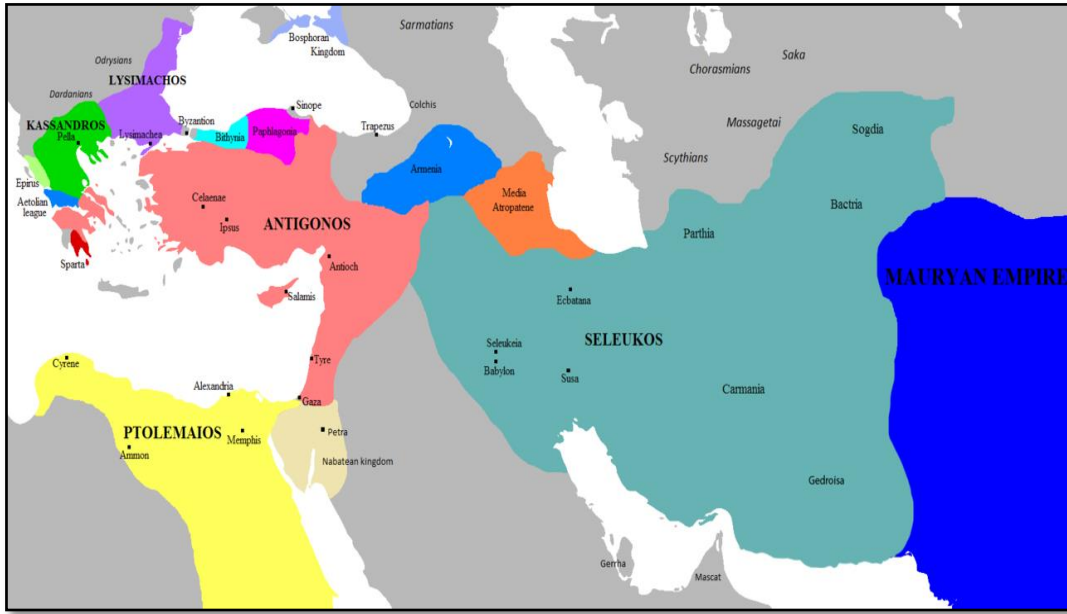 Sarmatians
Bosphoran
Kingdom
Saka
Odrysians
Chorasmians
LYSIMACHOS
Dardanians
Sinope
Colchis
Massagetai
KASSANDROS
Byzantion
Trapezus
Sogdia
Pella
Lysimachea
Bithynia
Paphlagonia
Scythians
Epirus
Armenia
Aetolian
league
Media
Atropatene
Celaenae
Bactria
Ipsus
ANTIGONOS
Parthia
Sparta
Antioch
MAURYAN EMPIRE
Salamis
Ecbatana
Seleukeia
SELEUKOS
Cyrene
Tyre
Babylon
Susa
Alexandria
Carmania
Gaza
PTOLEMAIOS
Memphis
Petra
Ammon
Nabatean kingdom
Gedroisa
Gerrha
Mascat